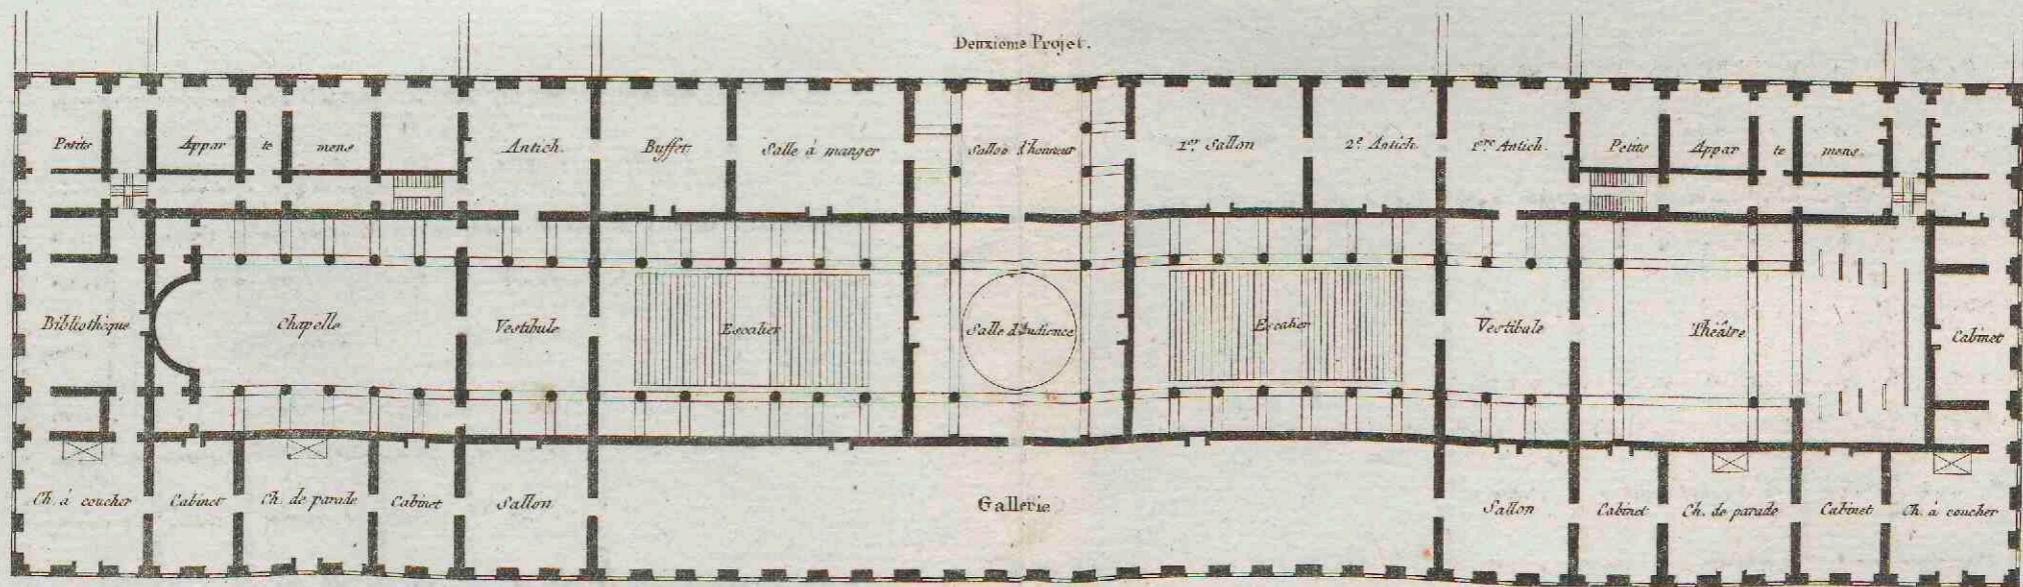 Deuxieme Projet.
Petits Appar te mens Antich. Buffet Salle à manger Sallon d'honneur 1er. Sallon 2e. Antich. 1ere Antich. Petits Appar te mens.
Bibliothèque Chapelle Vestibule Escalier Salle d'Audience Escalier Vestibule Théâtre Cabinet
Ch. à coucher Cabinet Ch. de parade Cabinet Sallon Gallerie Sallon Cabinet Ch. de parade Cabinet Ch. à coucher